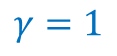 γ = 1